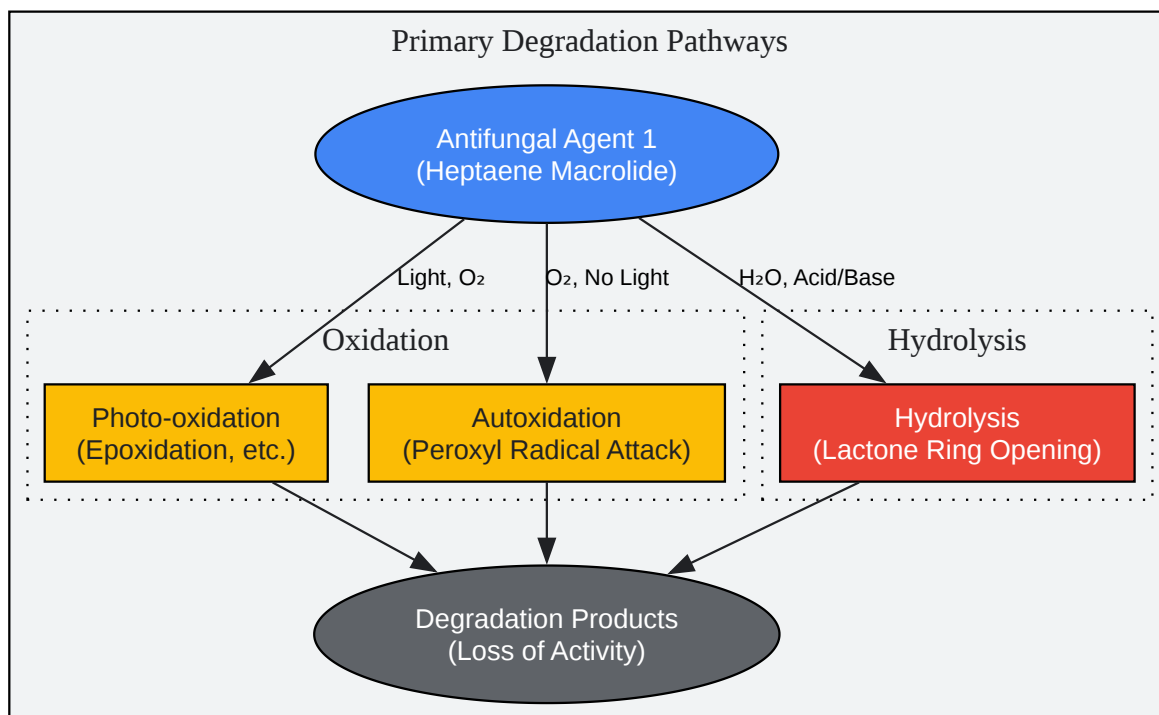 Primary Degradation Pathways
Antifungal Agent 1
(Heptaene Macrolide)
Light, O₂
O₂, No Light
H₂O, Acid/Base
Oxidation
Hydrolysis
Photo-oxidation
(Epoxidation, etc.)
Autoxidation
(Peroxyl Radical Attack)
Hydrolysis
(Lactone Ring Opening)
Degradation Products
(Loss of Activity)